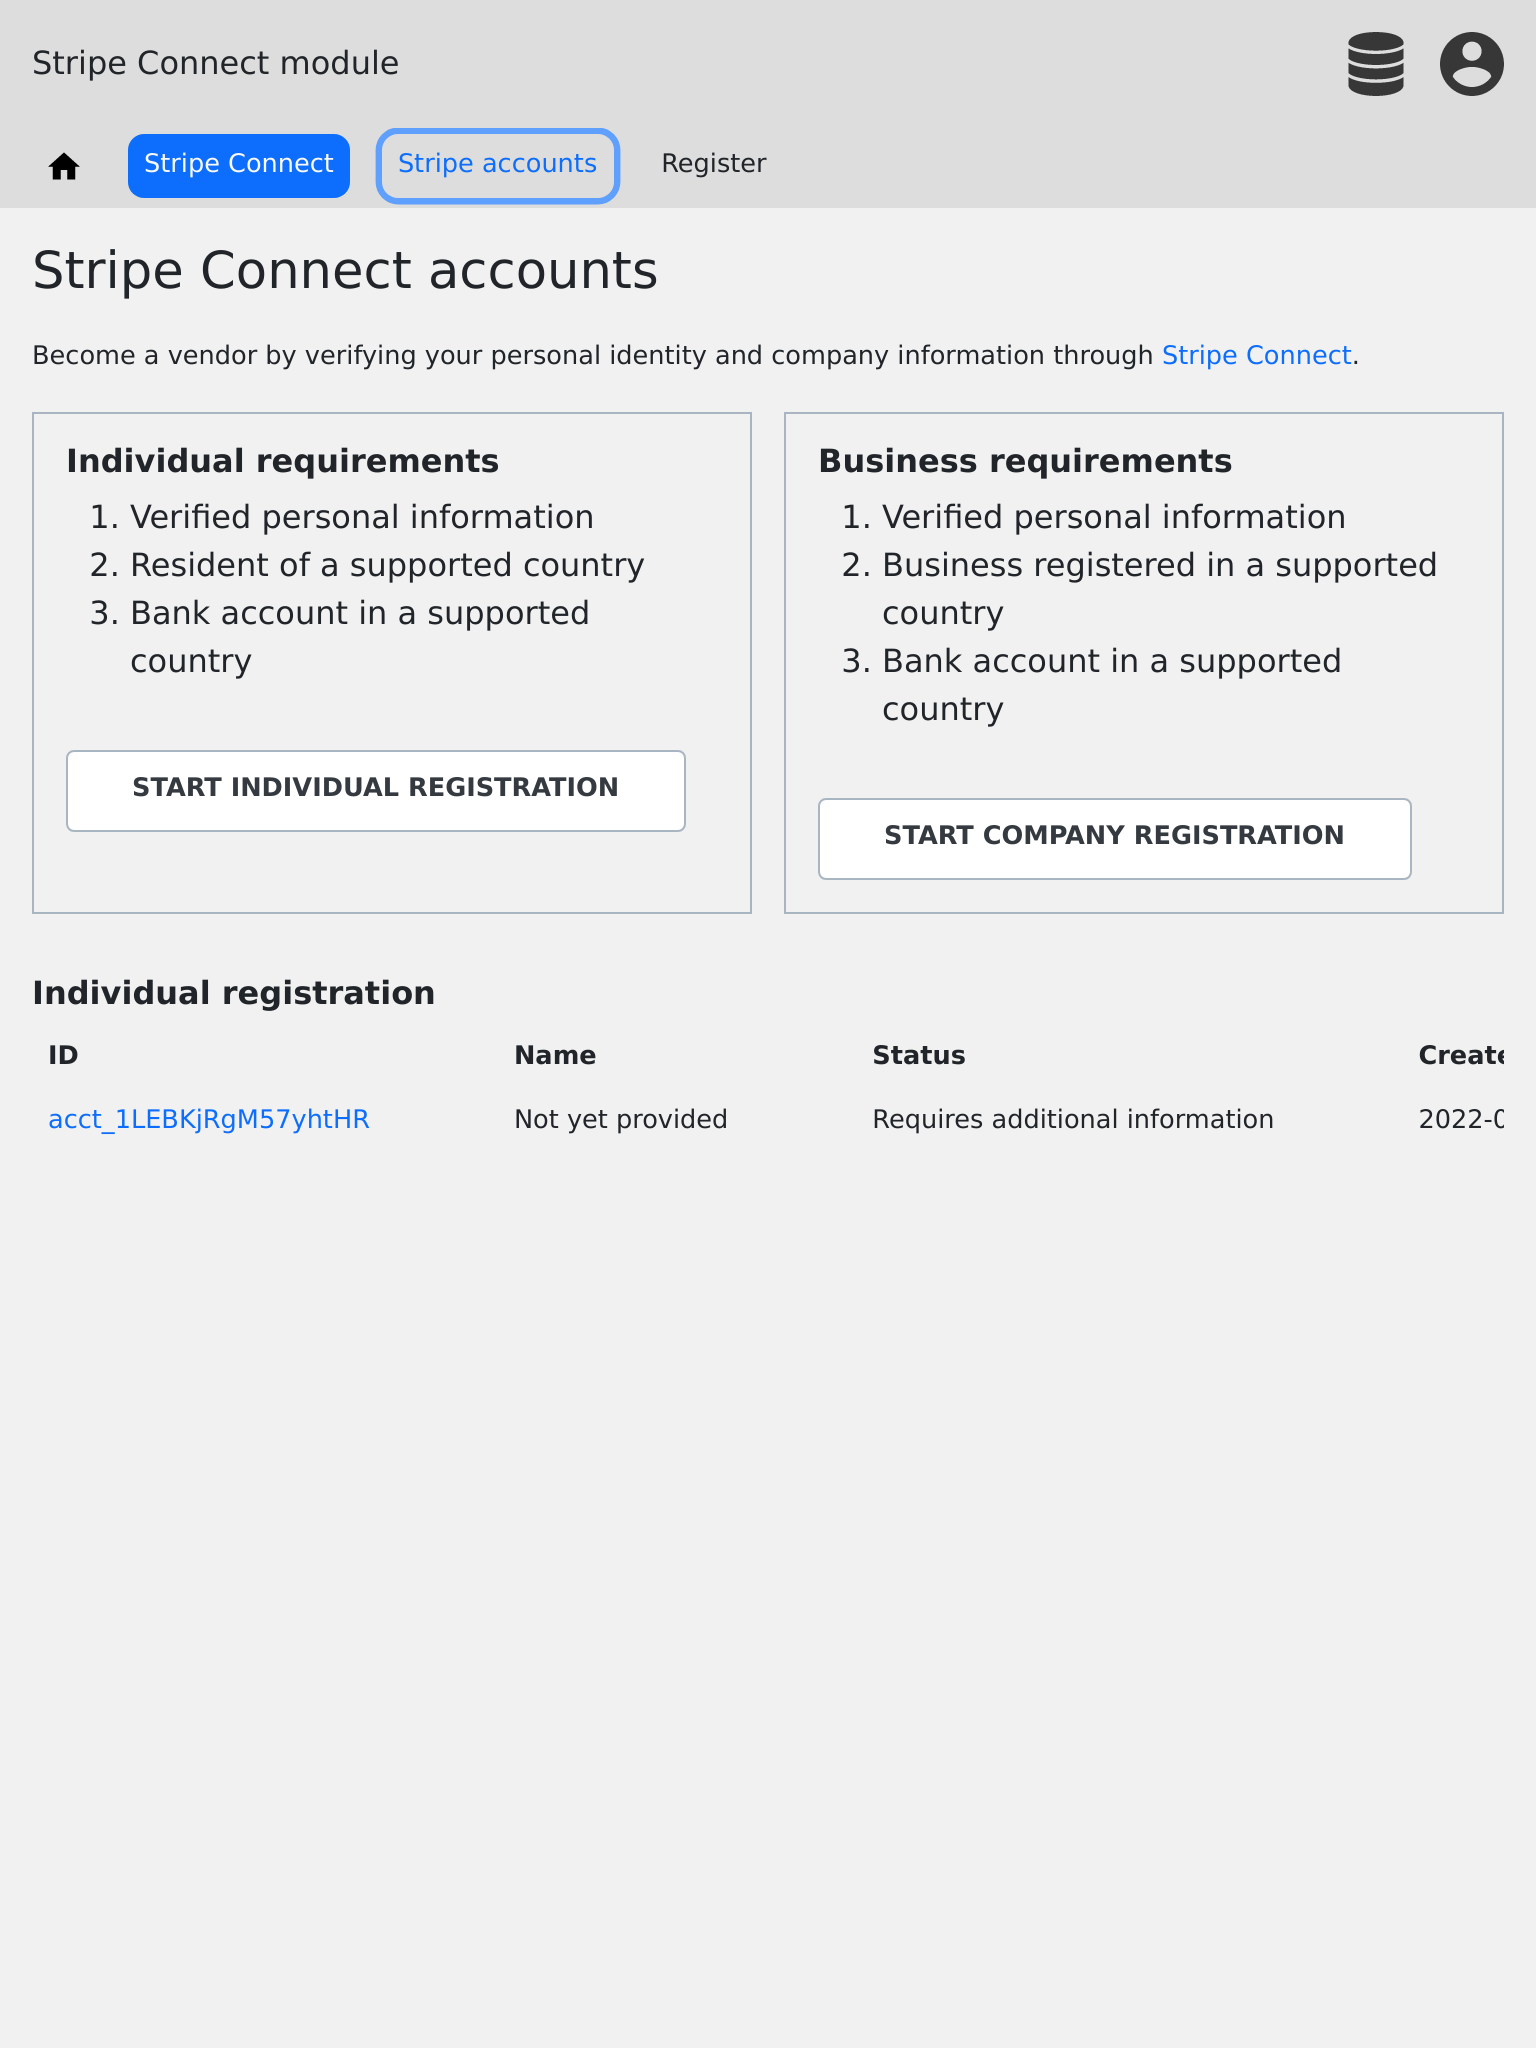 Stripe Connect module
Stripe Connect
Stripe accounts
Register
Stripe Connect accounts
Become a vendor by verifying your personal identity and company information through Stripe Connect.
Individual requirements
1. Verified personal information
2. Resident of a supported country
3. Bank account in a supported
country
START INDIVIDUAL REGISTRATION
Business requirements
1. Verified personal information
2. Business registered in a supported
country
3. Bank account in a supported
country
START COMPANY REGISTRATION
Individual registration
ID Name Status Create
acct_1LEBKjRgM57yhtHR Not yet provided Requires additional information 2022-0